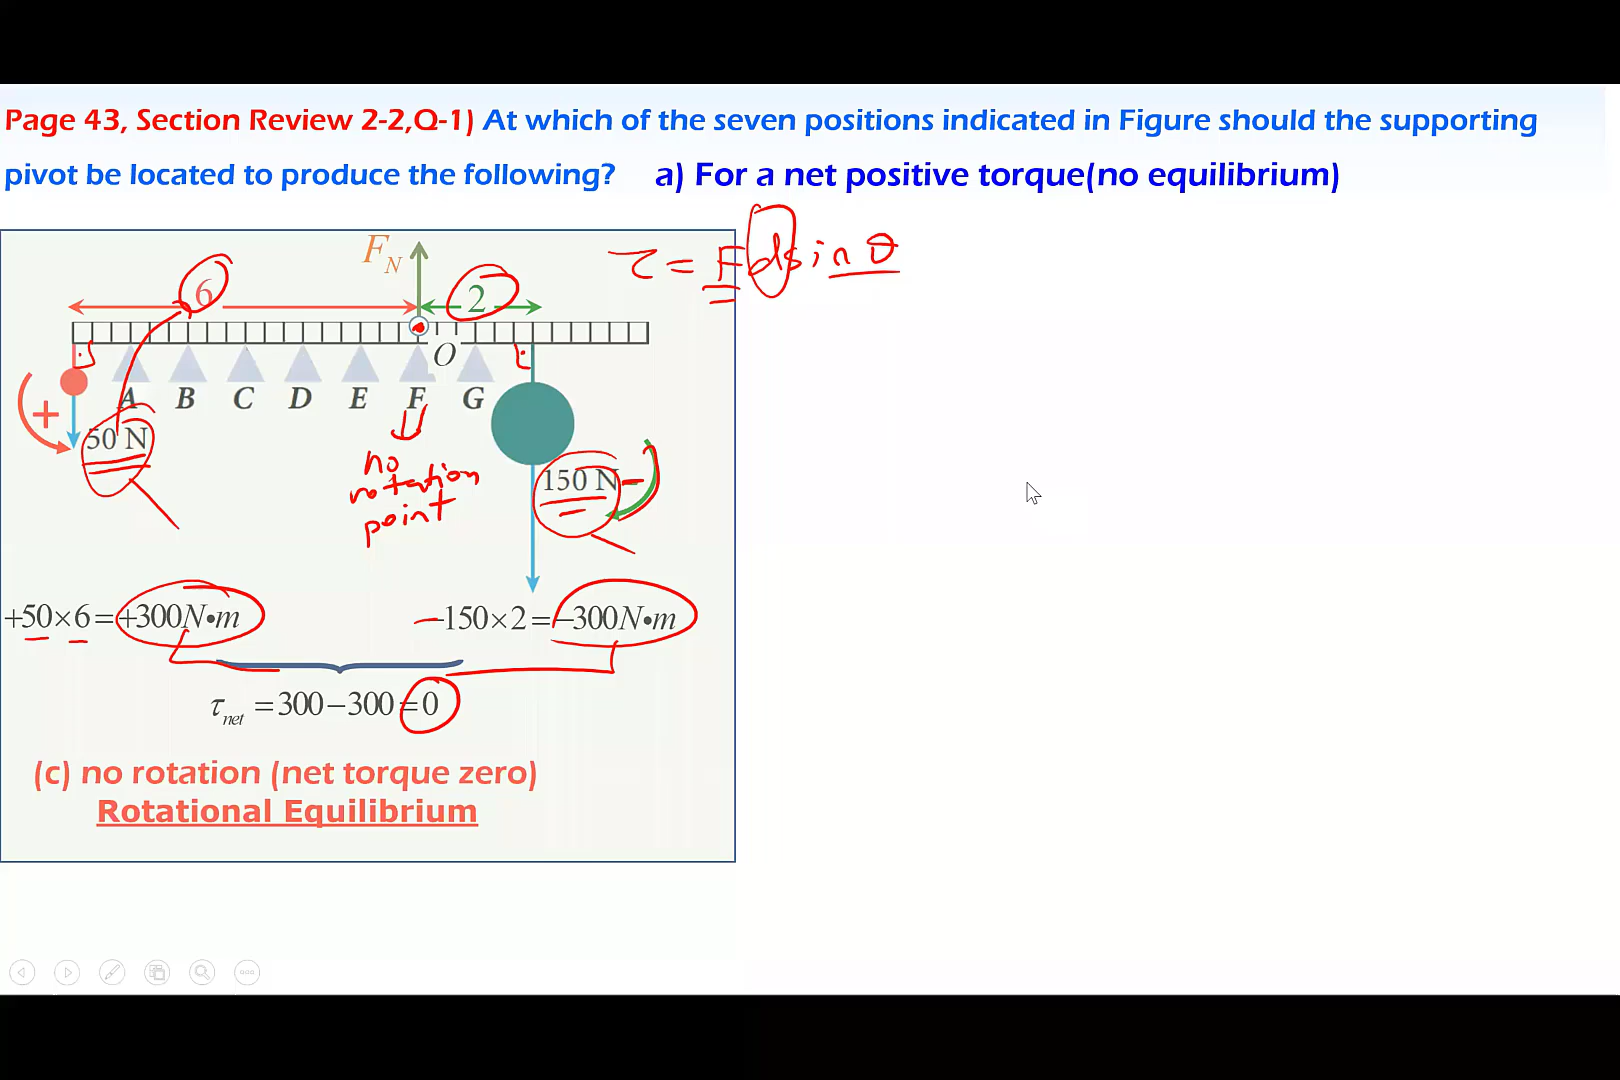 Page 43, Section Review 2-2,Q-1) At which of the seven positions indicated in Figure should the supporting
pivot be located to produce the following? a) For a net positive torque(no equilibrium)
F_N
τ = Fd sin θ
6
2
O
A B C D E F G
+
50 N
no
rotation
point
150 N
−
+50×6=+300N•m
−150×2=−300N•m
τ_net =300−300=0
(c) no rotation (net torque zero)
Rotational Equilibrium